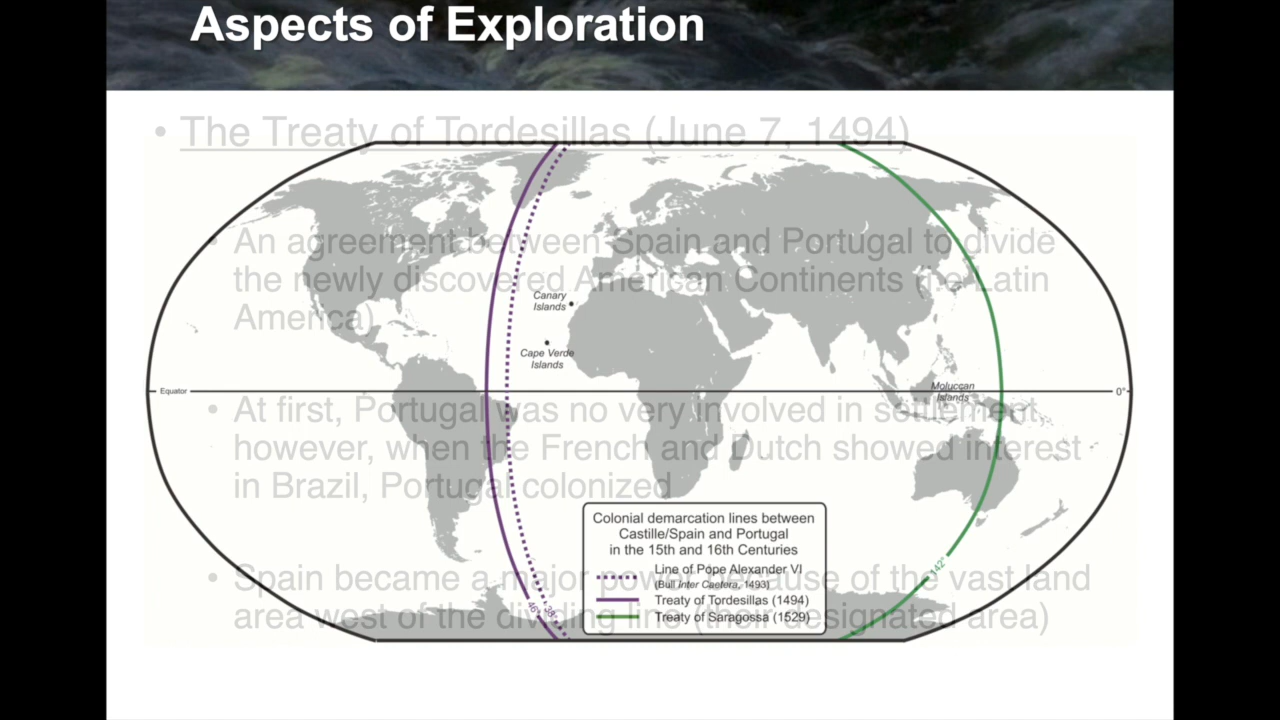 Aspects of Exploration
• The Treaty of Tordesillas (June 7, 1494)
• An agreement between Spain and Portugal to divide
the newly discovered American Continents (no Latin
America)
• At first, Portugal was no very involved in settlement
however, when the French and Dutch showed interest
in Brazil, Portugal colonized
• Spain became a major power because of the vast land
area west of the dividing line (their designated area)
Canary
Islands
Cape Verde
Islands
Equator
Moluccan
Islands
0°
Colonial demarcation lines between
Castille/Spain and Portugal
in the 15th and 16th Centuries
Line of Pope Alexander VI
(Bull Inter Caetera, 1493)
Treaty of Tordesillas (1494)
Treaty of Saragossa (1529)
46°
38°
142°